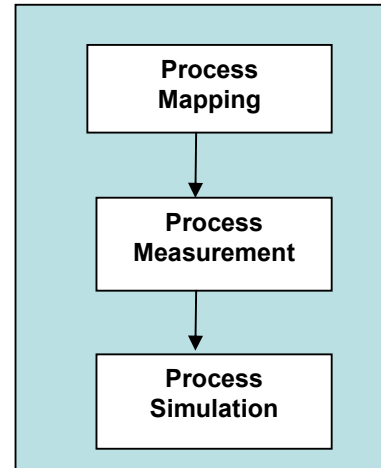 Process
Mapping
Process
Measurement
Process
Simulation